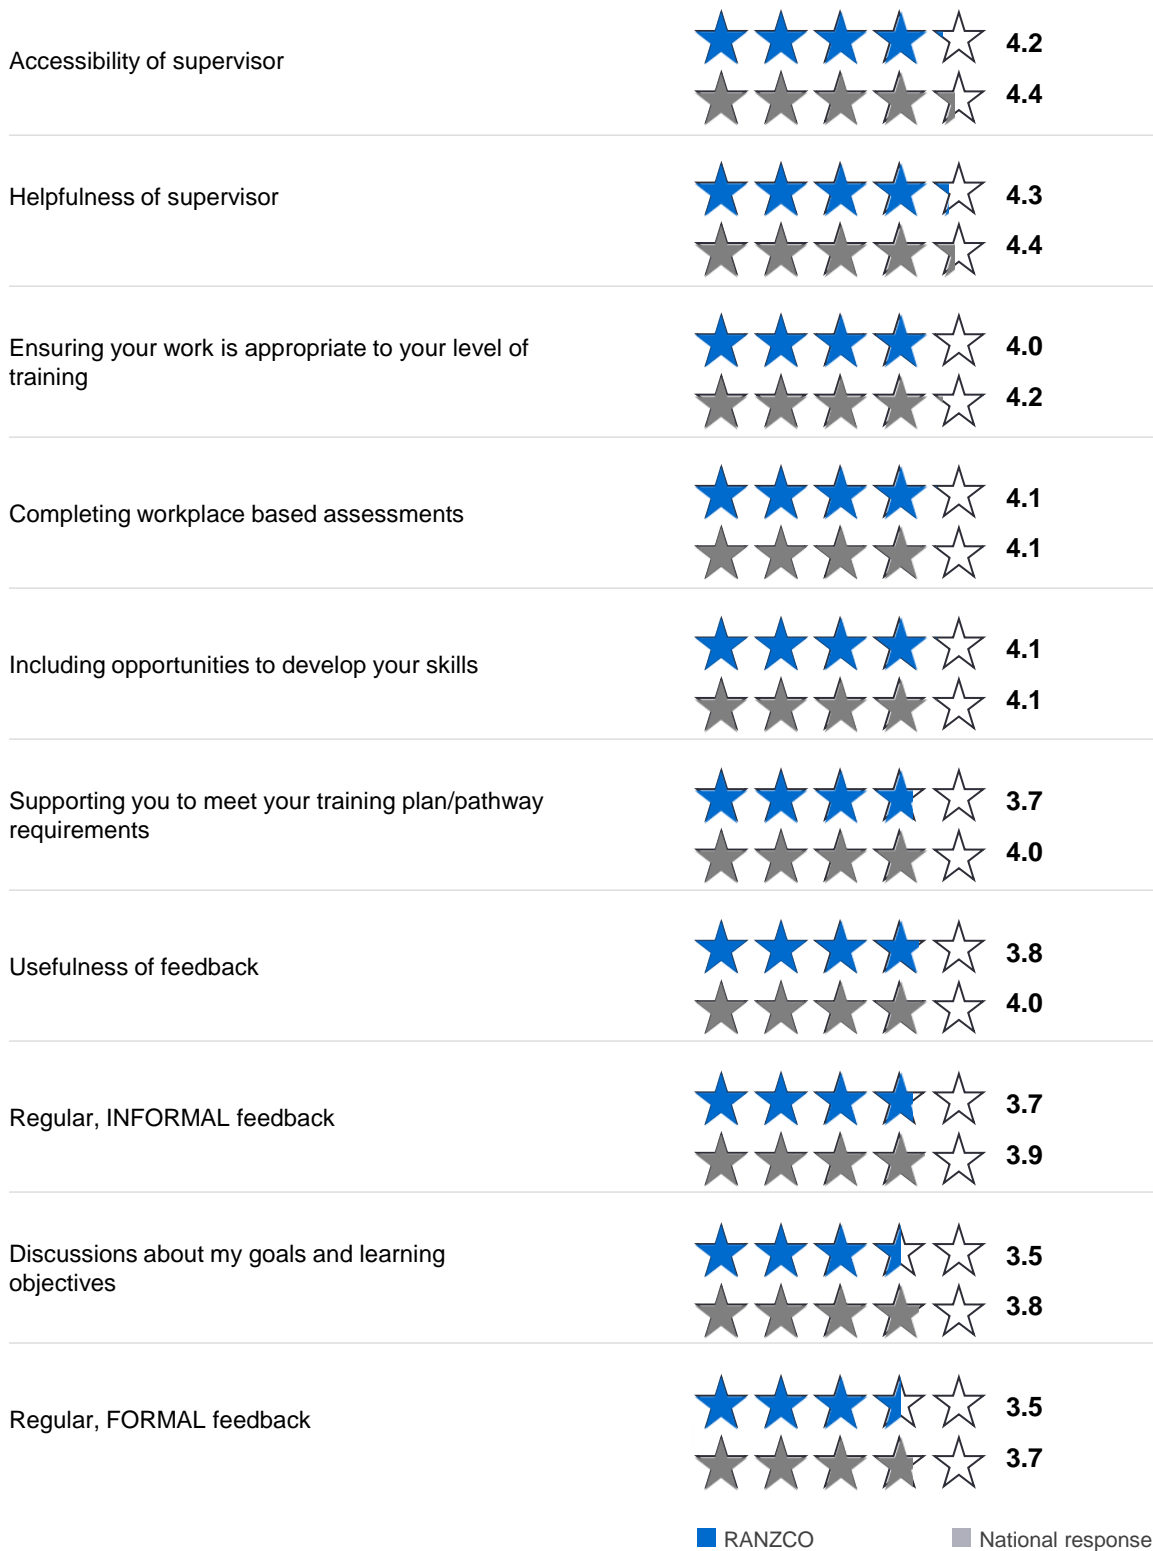 Accessibility of supervisor
4.2
4.4
Helpfulness of supervisor
4.3
4.4
Ensuring your work is appropriate to your level of
training
4.0
4.2
Completing workplace based assessments
4.1
4.1
Including opportunities to develop your skills
4.1
4.1
Supporting you to meet your training plan/pathway
requirements
3.7
4.0
Usefulness of feedback
3.8
4.0
Regular, INFORMAL feedback
3.7
3.9
Discussions about my goals and learning
objectives
3.5
3.8
Regular, FORMAL feedback
3.5
3.7
RANZCO
National response